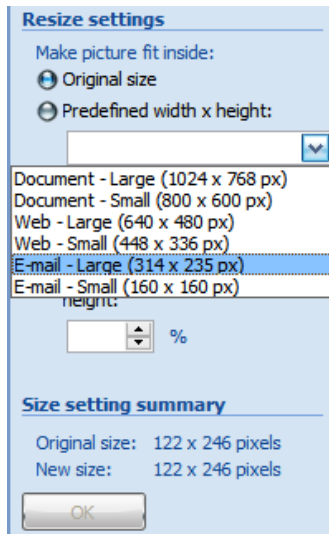 Resize settings
Make picture fit inside:
Original size
Predefined width x height:
Document - Large (1024 x 768 px)
Document - Small (800 x 600 px)
Web - Large (640 x 480 px)
Web - Small (448 x 336 px)
E-mail - Large (314 x 235 px)
E-mail - Small (160 x 160 px)
height:
%
Size setting summary
Original size: 122 x 246 pixels
New size: 122 x 246 pixels
OK